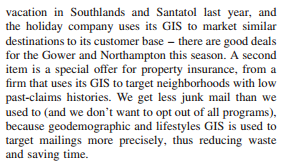 vacation in Southlands and Santatol last year, and
the holiday company uses its GIS to market similar
destinations to its customer base – there are good deals
for the Gower and Northampton this season. A second
item is a special offer for property insurance, from a
firm that uses its GIS to target neighborhoods with low
past-claims histories. We get less junk mail than we
used to (and we don't want to opt out of all programs),
because geodemographic and lifestyles GIS is used to
target mailings more precisely, thus reducing waste
and saving time.